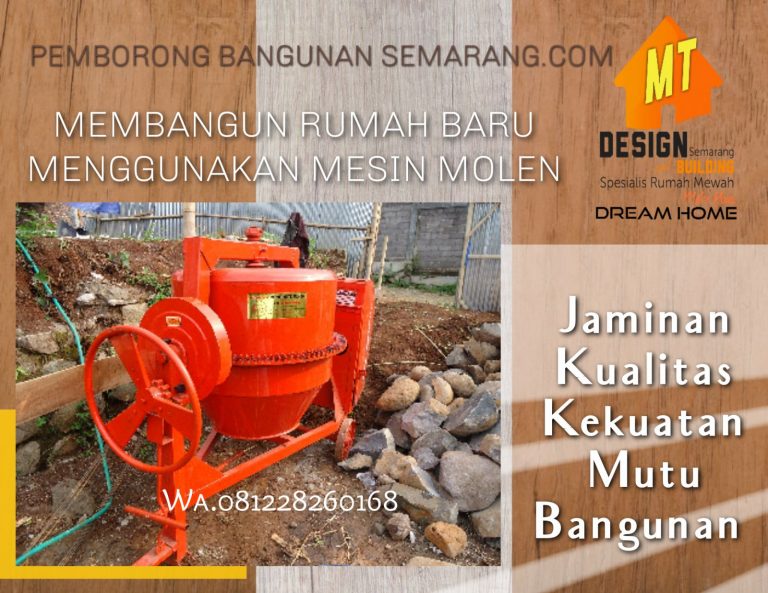 PEMBORONG BANGUNAN SEMARANG.COM
MEMBANGUN RUMAH BARU
MENGGUNAKAN MESIN MOLEN
MT
DESIGN Semarang
BUILDING
Spesialis Rumah Mewah
DREAM HOME
Jaminan
Kualitas
Kekuatan
Mutu
Bangunan
WA.081228260168